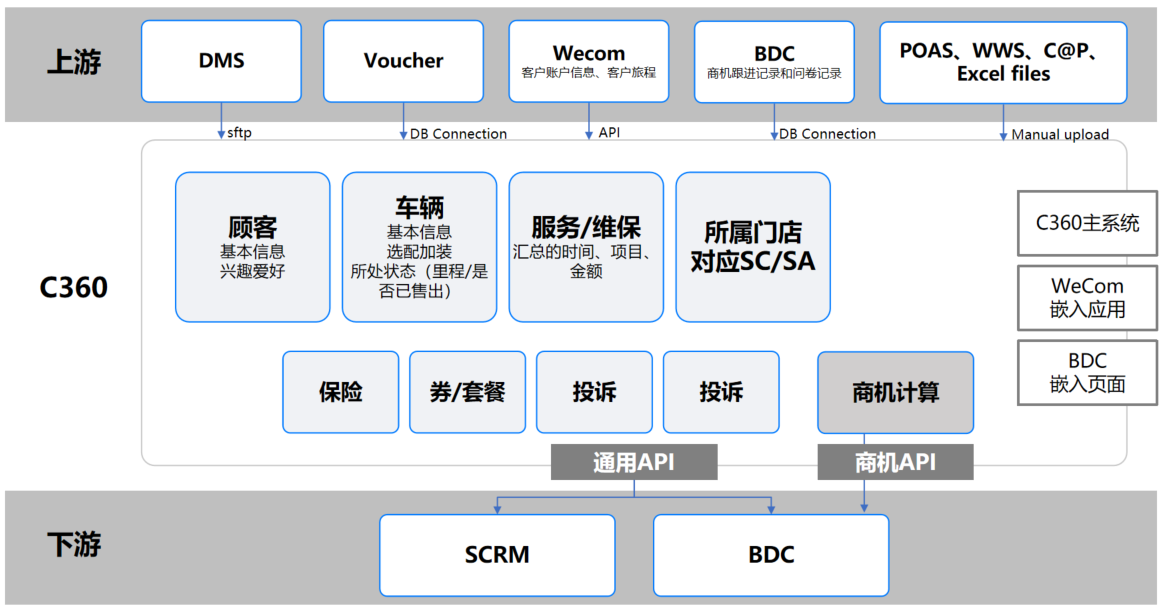 上游
DMS
Voucher
Wecom
客户账户信息、客户旅程
BDC
商机跟进记录和问卷记录
POAS、WWS、C@P、
Excel files
sftp
DB Connection
API
DB Connection
Manual upload
C360
顾客
基本信息
兴趣爱好
车辆
基本信息
选配加装
所处状态（里程/是
否已售出）
服务/维保
汇总的时间、项目、
金额
所属门店
对应SC/SA
C360主系统
WeCom
嵌入应用
BDC
嵌入页面
保险
券/套餐
投诉
投诉
商机计算
通用API
商机API
下游
SCRM
BDC